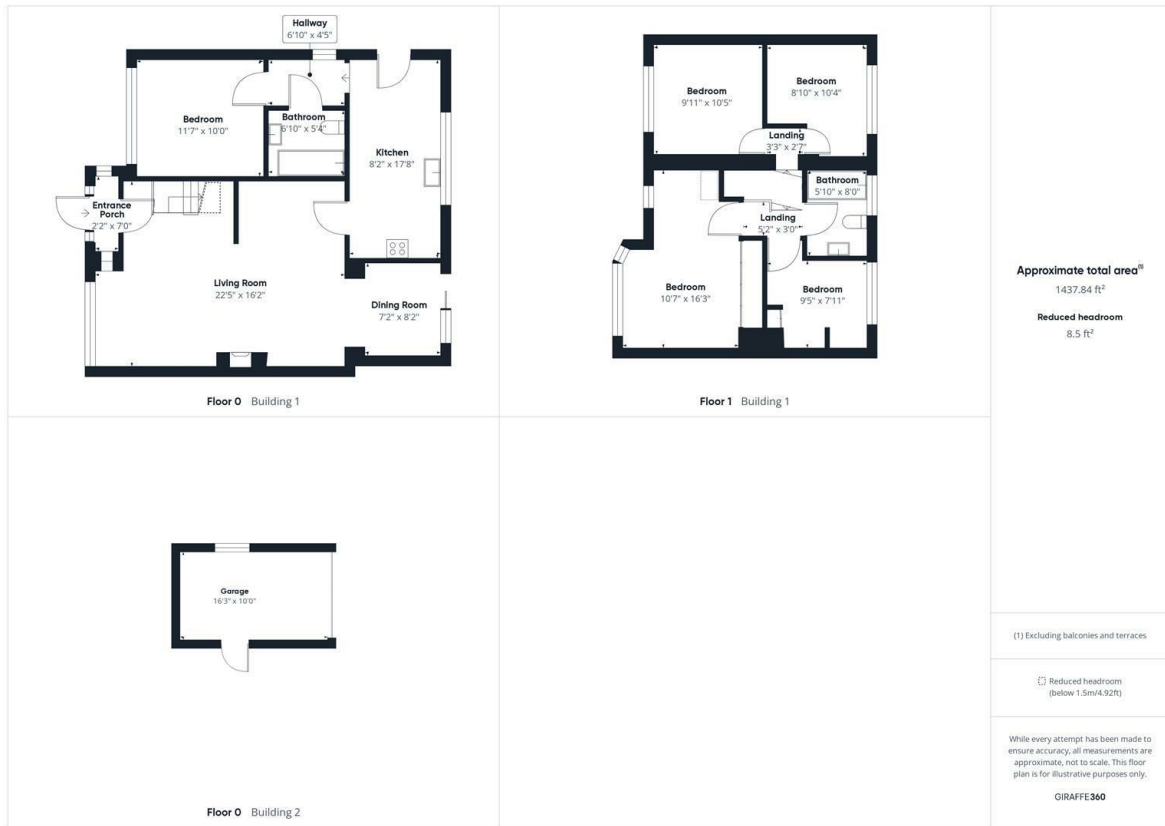 Hallway
6'10" x 4'5"
Bedroom
11'7" x 10'0"
Bathroom
6'10" x 5'4"
Kitchen
8'2" x 17'8"
Entrance
Porch
2'2" x 7'0"
Living Room
22'5" x 16'2"
Dining Room
7'2" x 8'2"
Floor 0 Building 1
Bedroom
9'11" x 10'5"
Bedroom
8'10" x 10'4"
Landing
3'3" x 2'7"
Bathroom
5'10" x 8'0"
Landing
5'2" x 3'0"
Bedroom
10'7" x 16'3"
Bedroom
9'5" x 7'11"
Floor 1 Building 1
Garage
16'3" x 10'0"
Floor 0 Building 2
Approximate total area(1)
1437.84 ft²
Reduced headroom
8.5 ft²
(1) Excluding balconies and terraces
Reduced headroom
(below 1.5m/4.92ft)
While every attempt has been made to
ensure accuracy, all measurements are
approximate, not to scale. This floor
plan is for illustrative purposes only.
GIRAFFE360